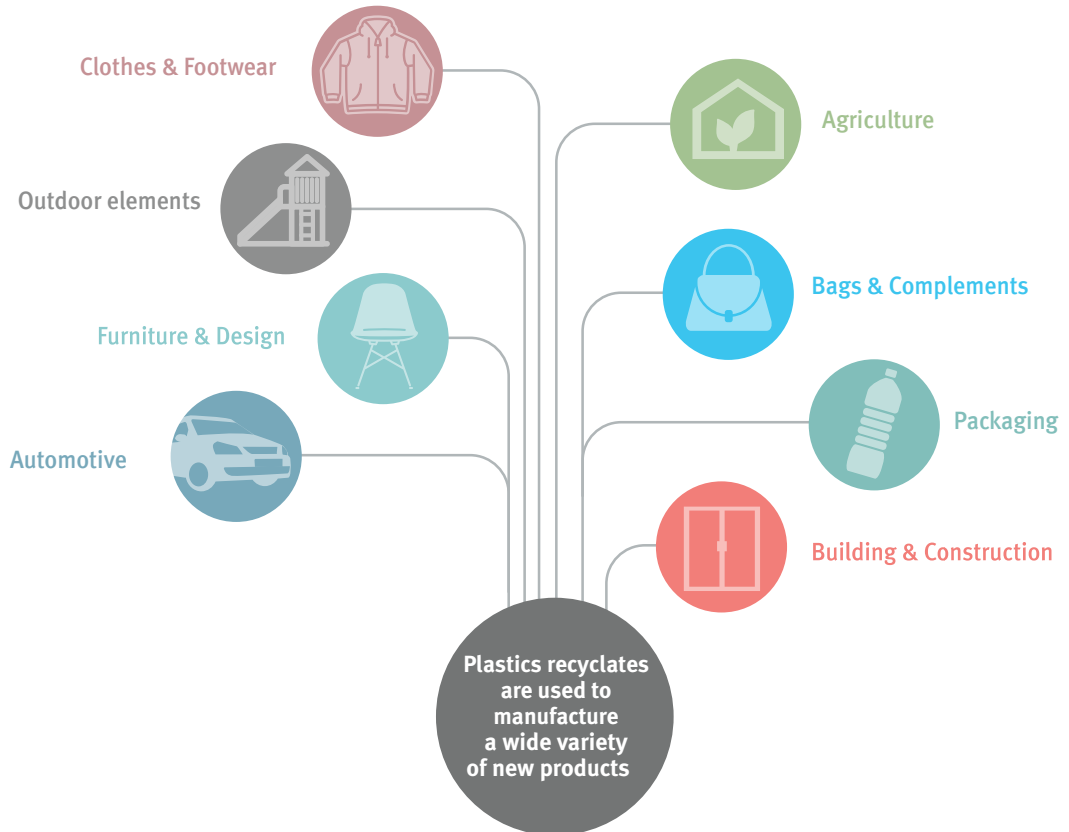 Clothes & Footwear
Agriculture
Outdoor elements
Bags & Complements
Furniture & Design
Packaging
Automotive
Building & Construction
Plastics recyclates
are used to
manufacture
a wide variety
of new products